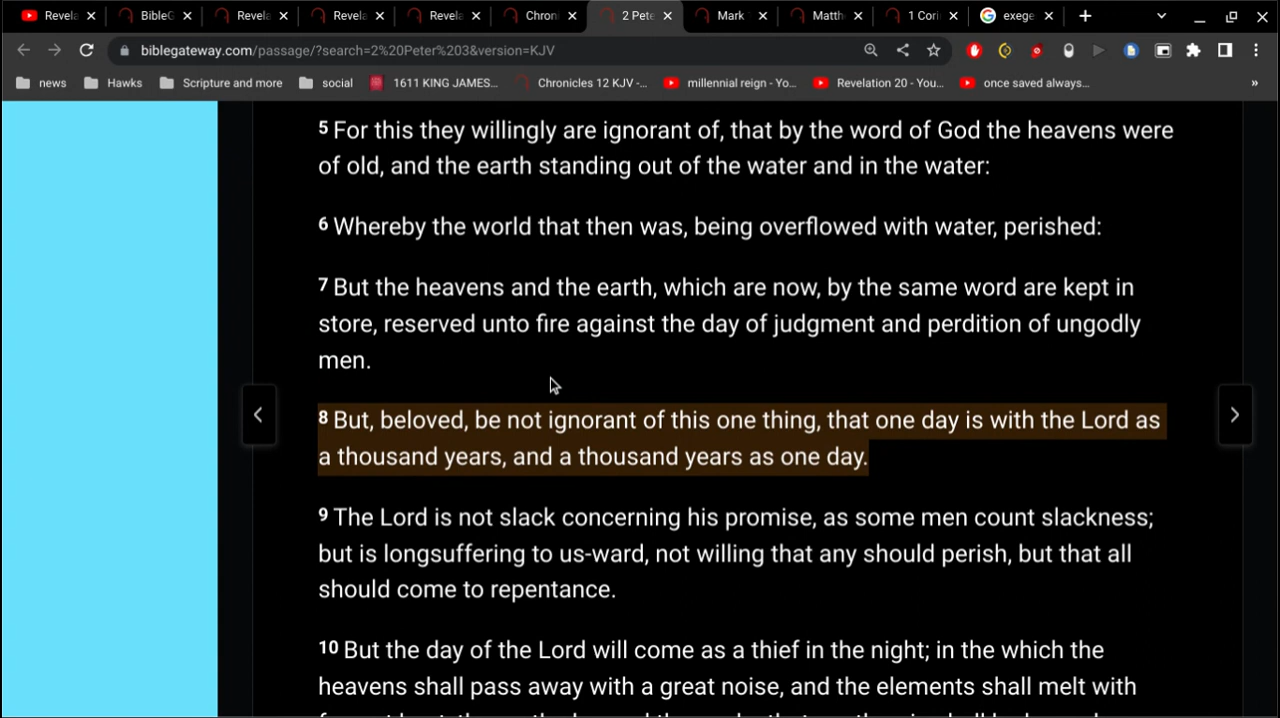 Revela
BibleG
Revela
Revela
Revela
Chroni
2 Pete
Mark
Matth
1 Cori
exege
biblegateway.com/passage/?search=2%20Peter%203&version=KJV
news
Hawks
Scripture and more
social
1611 KING JAMES...
Chronicles 12 KJV -...
millennial reign - Yo...
Revelation 20 - You...
once saved always...
»
5 For this they willingly are ignorant of, that by the word of God the heavens were
of old, and the earth standing out of the water and in the water:
6 Whereby the world that then was, being overflowed with water, perished:
7 But the heavens and the earth, which are now, by the same word are kept in
store, reserved unto fire against the day of judgment and perdition of ungodly
men.
8 But, beloved, be not ignorant of this one thing, that one day is with the Lord as
a thousand years, and a thousand years as one day.
9 The Lord is not slack concerning his promise, as some men count slackness;
but is longsuffering to us-ward, not willing that any should perish, but that all
should come to repentance.
10 But the day of the Lord will come as a thief in the night; in the which the
heavens shall pass away with a great noise, and the elements shall melt with